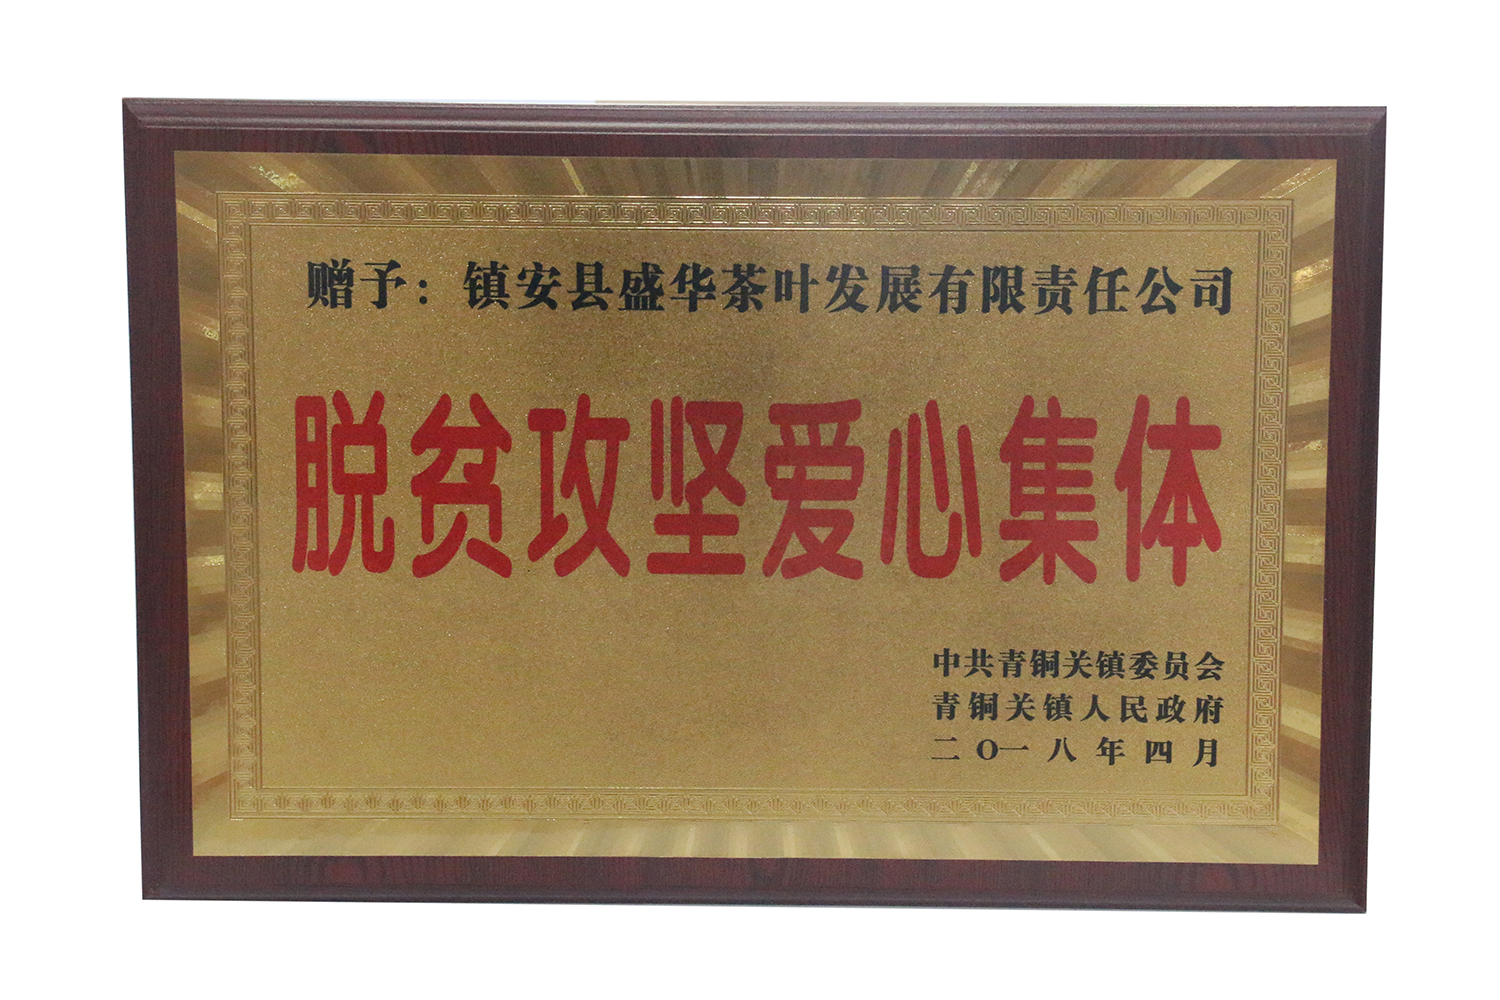 赠予：镇安县盛华茶叶发展有限责任公司
脱贫攻坚爱心集体
中共青铜关镇委员会
青铜关镇人民政府
二〇一八年四月